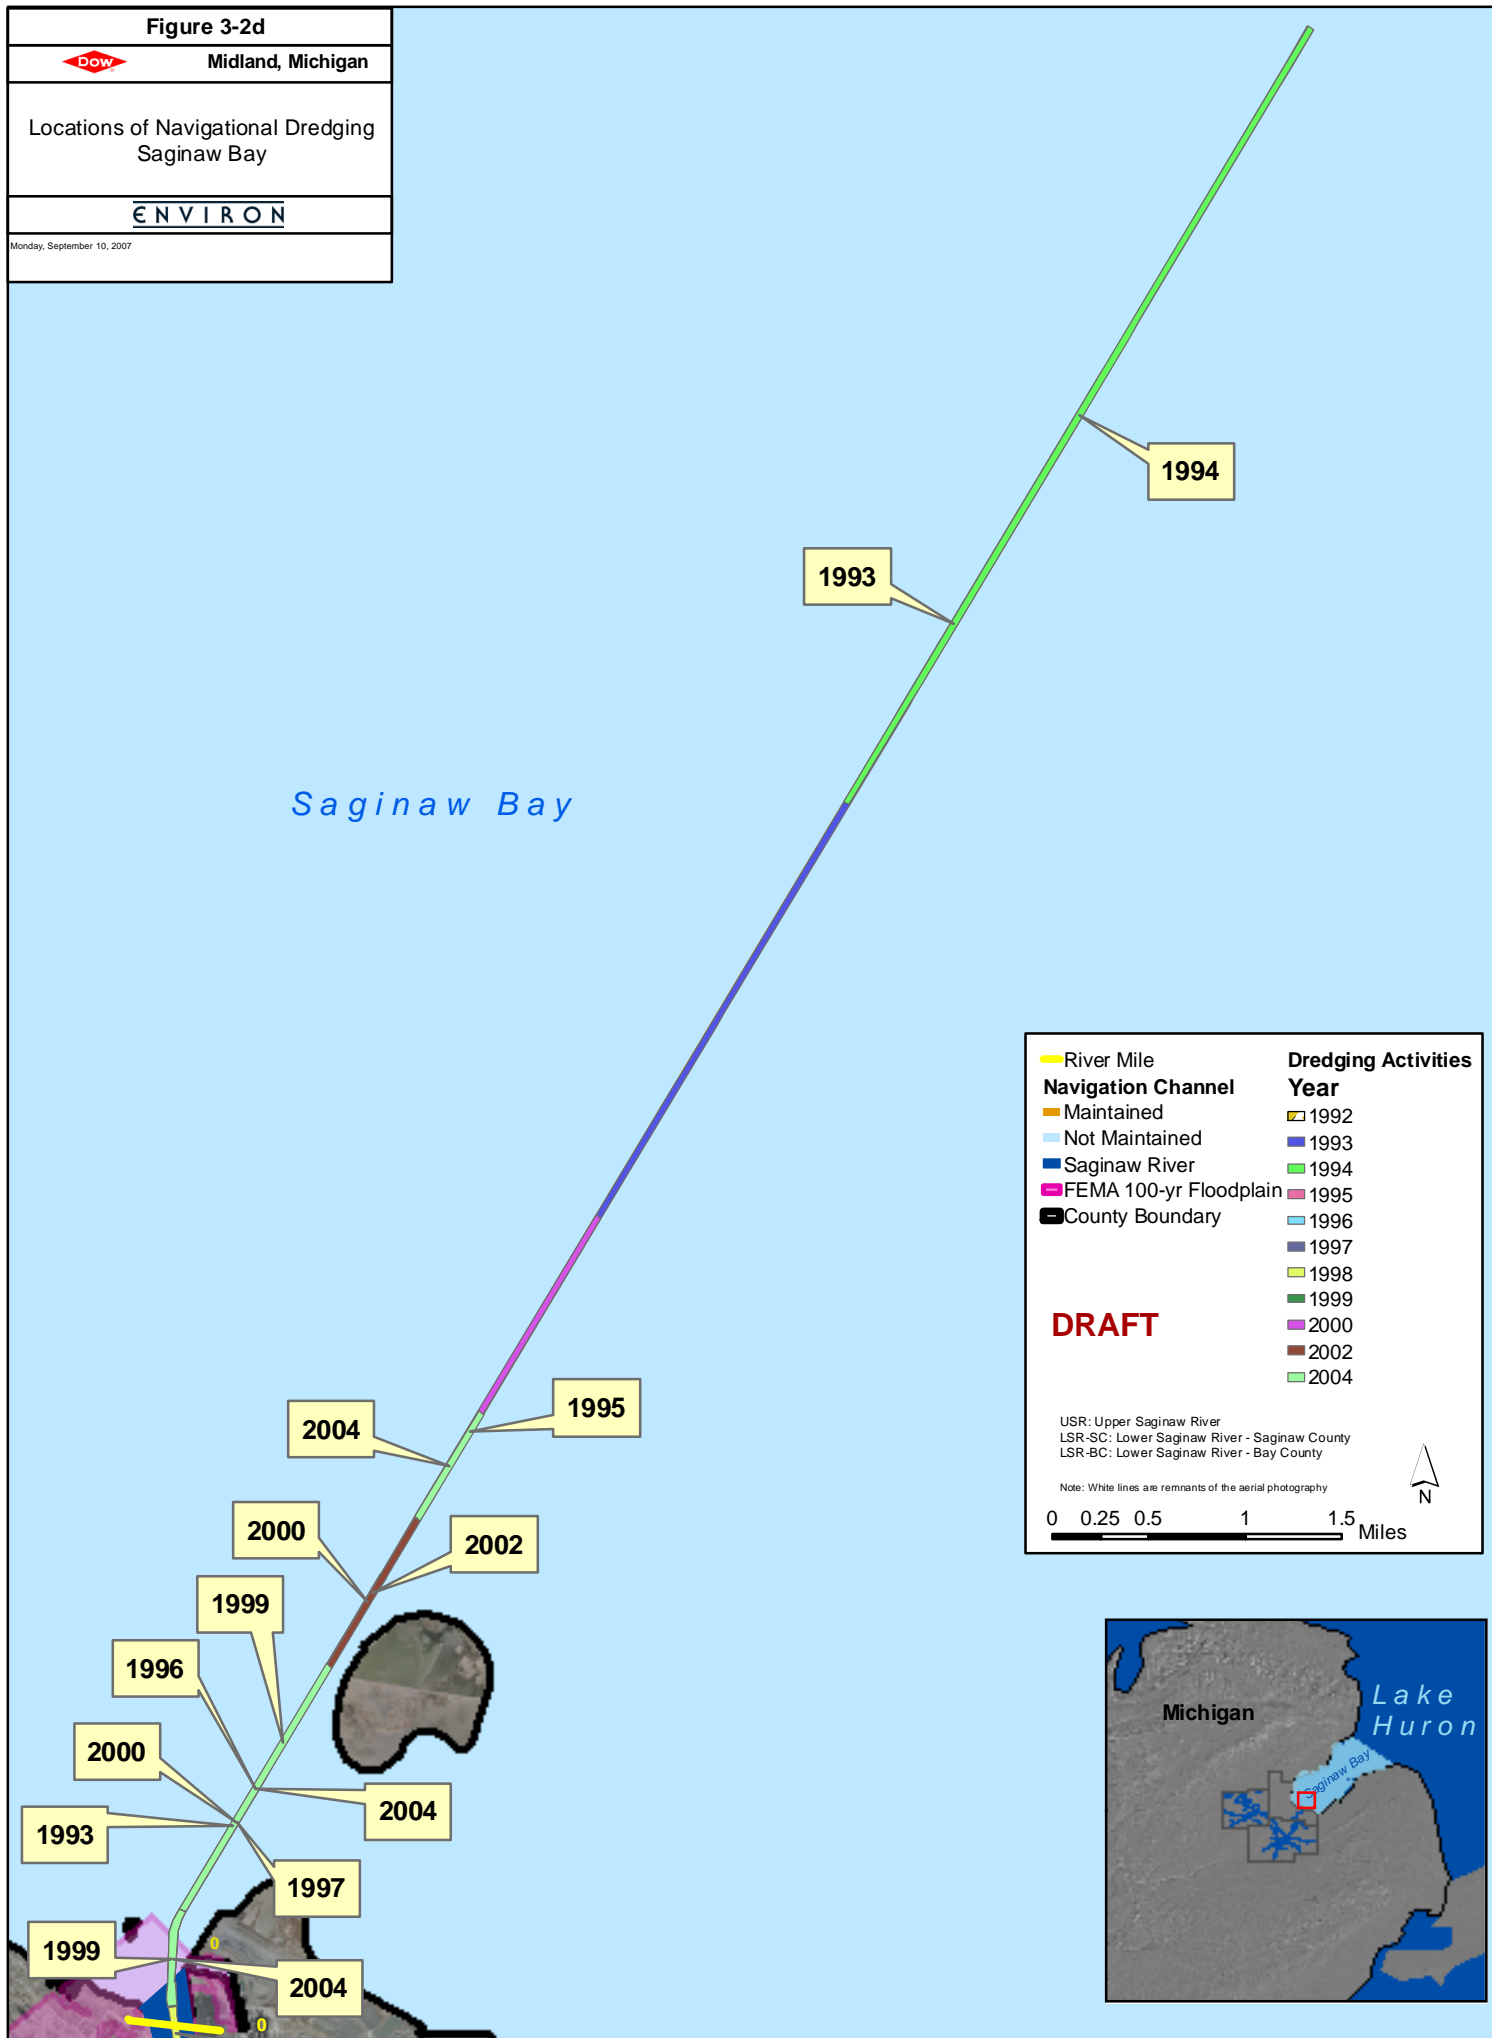 Figure 3-2d
Dow
Midland, Michigan
Locations of Navigational Dredging
Saginaw Bay
ENVIRON
Monday, September 10, 2007
1994
1993
Saginaw Bay
River Mile
Navigation Channel
Maintained
Not Maintained
Saginaw River
FEMA 100-yr Floodplain
County Boundary
Dredging Activities
Year
1992
1993
1994
1995
1996
1997
1998
1999
2000
2002
2004
DRAFT
USR: Upper Saginaw River
LSR-SC: Lower Saginaw River - Saginaw County
LSR-BC: Lower Saginaw River - Bay County
Note: White lines are remnants of the aerial photography
N
0 0.25 0.5 1 1.5 Miles
1995
2004
2000
2002
1999
1996
2000
2004
1993
1997
1999
0
2004
0
Michigan
Lake
Huron
Saginaw Bay